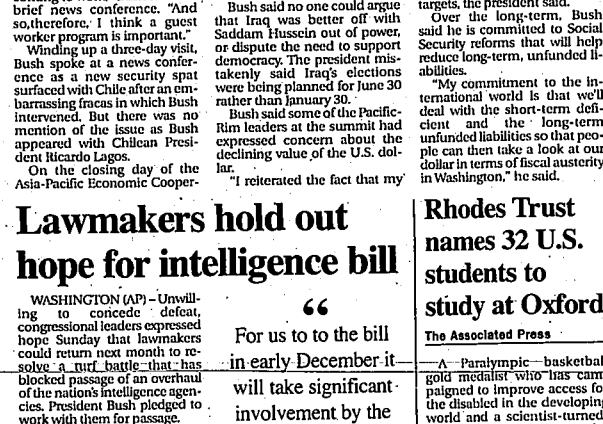 brief news conference. "And
so, therefore, I think a guest
worker program is important."
Winding up a three-day visit,
Bush spoke at a news confer-
ence as a new security spat
surfaced with Chile after an em-
barrassing fracas in which Bush
intervened. But there was no
mention of the issue as Bush
appeared with Chilean Presi-
dent Ricardo Lagos.
On the closing day of the
Asia-Pacific Economic Cooper-
Bush said no one could argue
that Iraq was better off with
Saddam Hussein out of power,
or dispute the need to support
democracy. The president mis-
takenly said Iraq's elections
were being planned for June 30
rather than January 30.
Bush said some of the Pacific-
Rim leaders at the summit had
expressed concern about the
declining value of the U.S. dol-
lar.
"I reiterated the fact that my
targets, the president said.
Over the long-term, Bush
said he is committed to Social
Security reforms that will help
reduce long-term, unfunded li-
abilities.
"My commitment to the in-
ternational world is that we'll
deal with the short-term defi-
cient and the long-term
unfunded liabilities so that peo-
ple can then take a look at our
dollar in terms of fiscal austerity
in Washington," he said.
Lawmakers hold out
hope for intelligence bill
WASHINGTON (AP) – Unwill-
ing to concede defeat,
congressional leaders expressed
hope Sunday that lawmakers
could return next month to re-
solve a turf battle that has
blocked passage of an overhaul
of the nation's intelligence agen-
cies. President Bush pledged to
work with them for passage.
“
For us to to the bill
in early December it
will take significant
involvement by the
Rhodes Trust
names 32 U.S.
students to
study at Oxford
The Associated Press
A Paralympic basketbal
gold medalist who has cam
paigned to improve access fo
the disabled in the developin
world and a scientist-turned